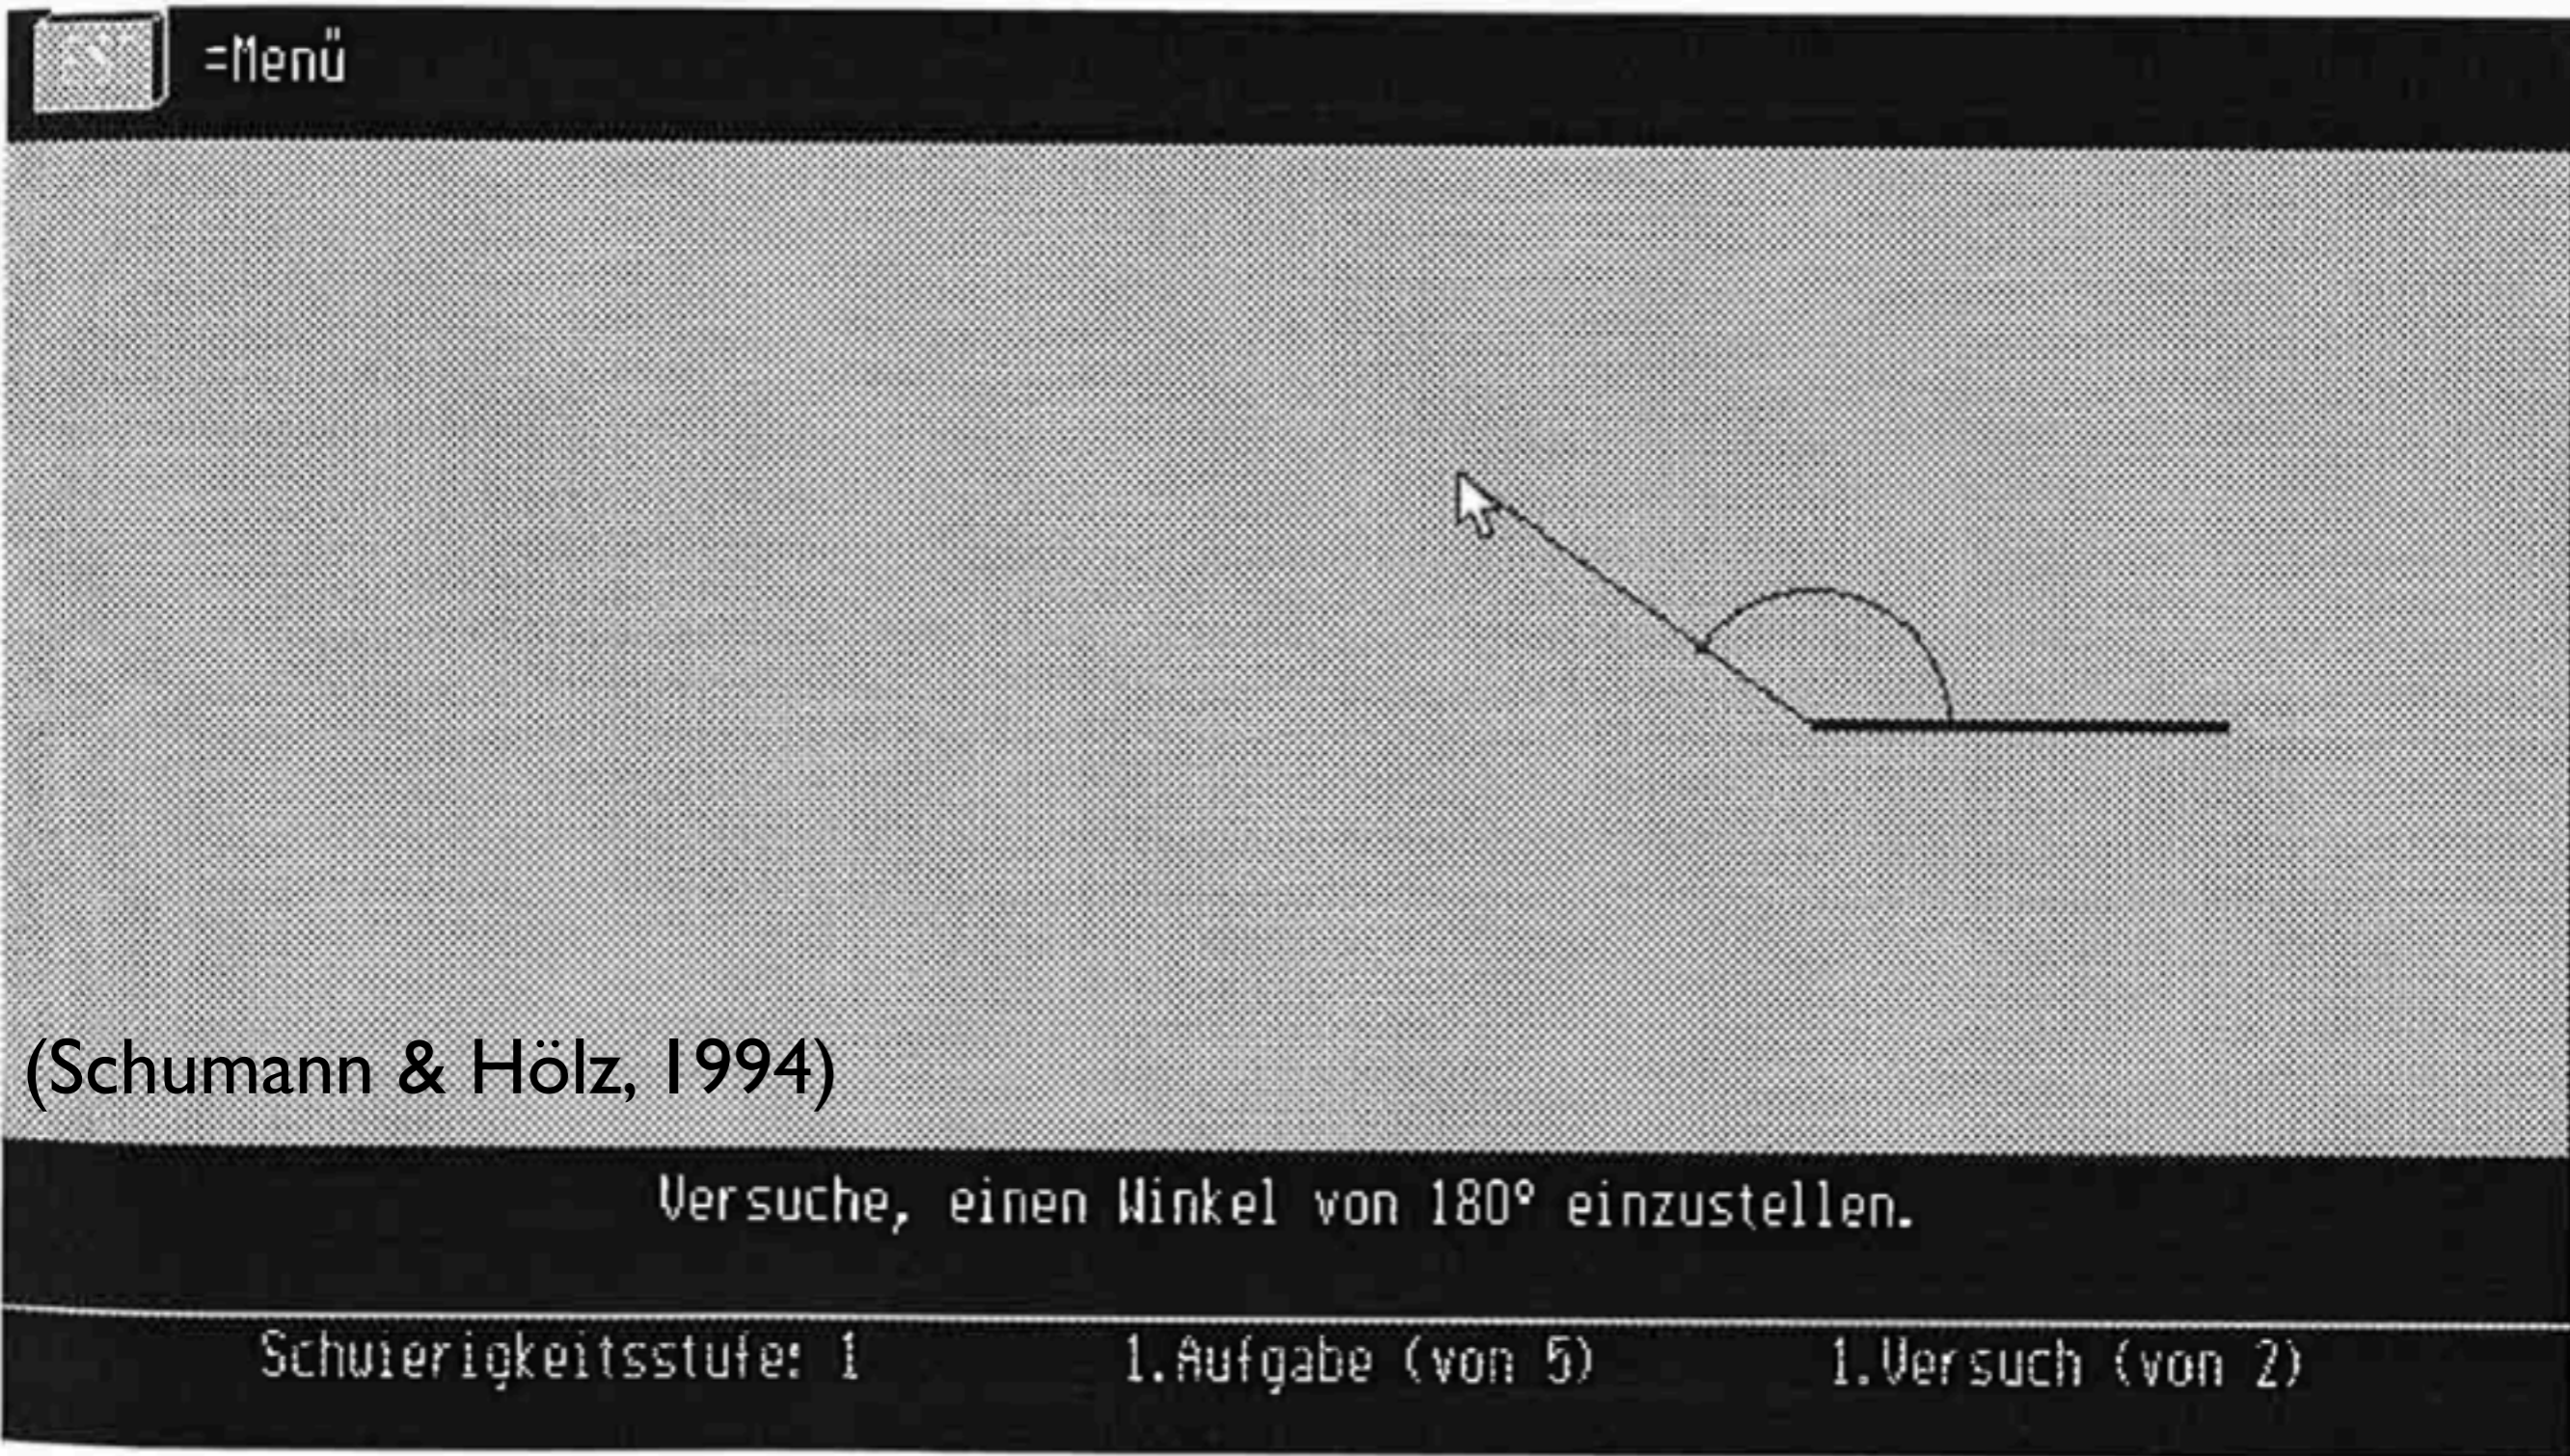 =Menü
(Schumann & Hölz, 1994)
Versuche, einen Winkel von 180° einzustellen.
Schwierigkeitsstufe: 1 1.Aufgabe (von 5) 1.Versuch (von 2)